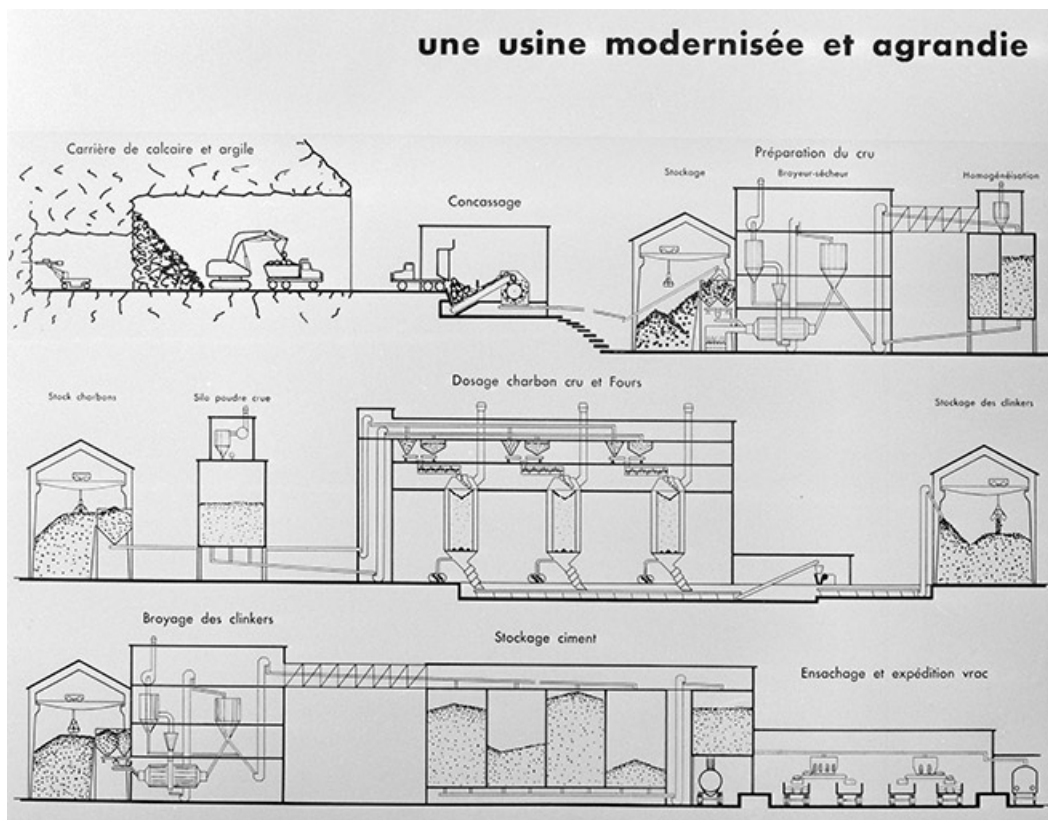 une usine modernisée et agrandie
Carrière de calcaire et argile
Concassage
Préparation du cru
Stockage
Broyeur-sécheur
Homogénéisation
Dosage charbon cru et Fours
Stock charbons
Silo poudre crue
Stockage des clinkers
Broyage des clinkers
Stockage ciment
Ensachage et expédition vrac